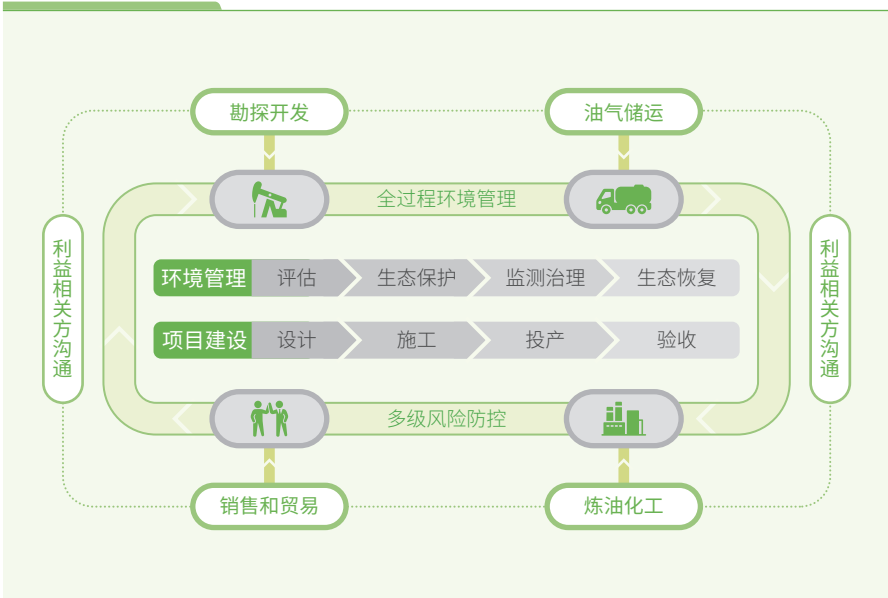 勘探开发
油气储运
全过程环境管理
利益相关方沟通
利益相关方沟通
环境管理 评估 生态保护 监测治理 生态恢复
项目建设 设计 施工 投产 验收
多级风险防控
销售和贸易
炼油化工